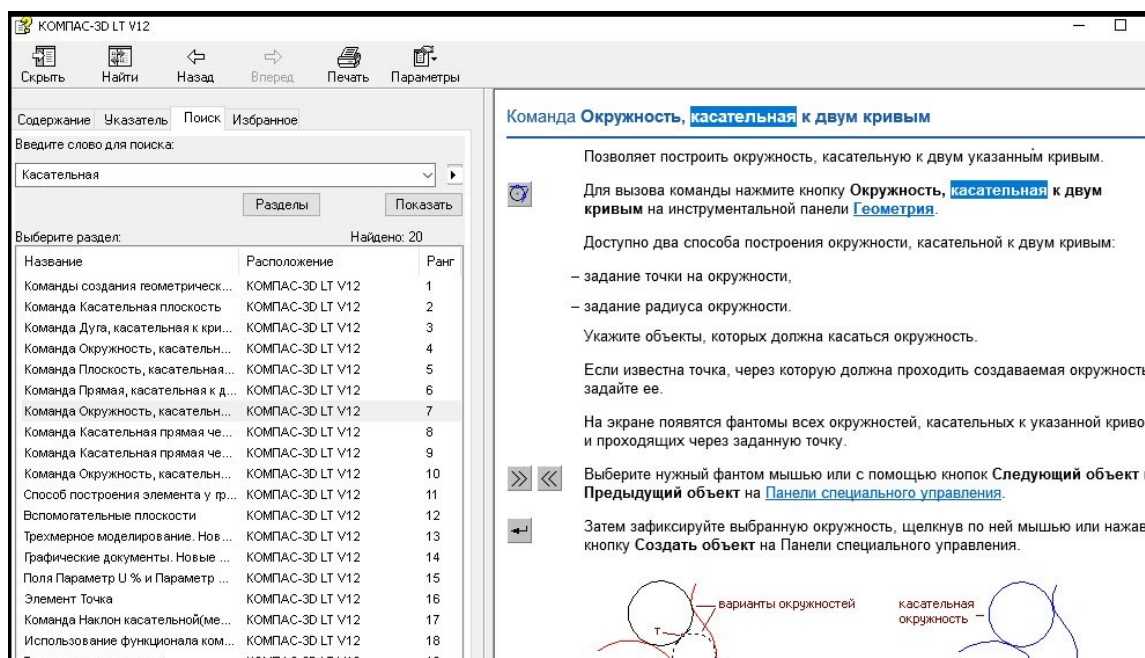 КОМПАС-3D LT V12
Скрыть Найти Назад Вперед Печать Параметры
Содержание Указатель Поиск Избранное
Введите слово для поиска:
Касательная
Разделы Показать
Выберите раздел: Найдено: 20
Название Расположение Ранг
Команды создания геометрическ... КОМПАС-3D LT V12 1
Команда Касательная плоскость КОМПАС-3D LT V12 2
Команда Дуга, касательная к кри... КОМПАС-3D LT V12 3
Команда Окружность, касательн... КОМПАС-3D LT V12 4
Команда Плоскость, касательная... КОМПАС-3D LT V12 5
Команда Прямая, касательная к д... КОМПАС-3D LT V12 6
Команда Окружность, касательн... КОМПАС-3D LT V12 7
Команда Касательная прямая че... КОМПАС-3D LT V12 8
Команда Касательная прямая че... КОМПАС-3D LT V12 9
Команда Окружность, касательн... КОМПАС-3D LT V12 10
Способ построения элемента у гр... КОМПАС-3D LT V12 11
Вспомогательные плоскости КОМПАС-3D LT V12 12
Трехмерное моделирование. Нов... КОМПАС-3D LT V12 13
Графические документы. Новые ... КОМПАС-3D LT V12 14
Поля Параметр U % и Параметр ... КОМПАС-3D LT V12 15
Элемент Точка КОМПАС-3D LT V12 16
Команда Наклон касательной(ме... КОМПАС-3D LT V12 17
Использование функционала ком... КОМПАС-3D LT V12 18
Команда Окружность, касательная к двум кривым
Позволяет построить окружность, касательную к двум указанным кривым.
Для вызова команды нажмите кнопку Окружность, касательная к двум
кривым на инструментальной панели Геометрия.
Доступно два способа построения окружности, касательной к двум кривым:
– задание точки на окружности,
– задание радиуса окружности.
Укажите объекты, которых должна касаться окружность.
Если известна точка, через которую должна проходить создаваемая окружность
задайте ее.
На экране появятся фантомы всех окружностей, касательных к указанной криво
и проходящих через заданную точку.
Выберите нужный фантом мышью или с помощью кнопок Следующий объект
Предыдущий объект на Панели специального управления.
Затем зафиксируйте выбранную окружность, щелкнув по ней мышью или нажав
кнопку Создать объект на Панели специального управления.
варианты окружностей
касательная
окружность
Т